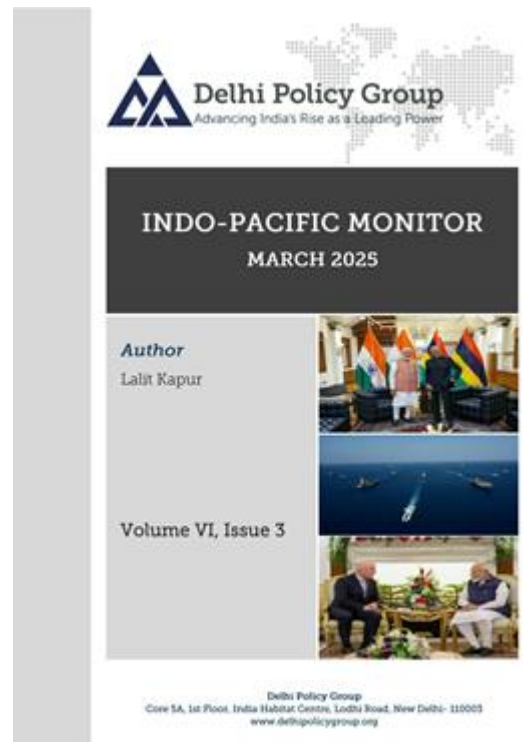 Delhi Policy Group
Advancing India's Rise as a Leading Power
INDO-PACIFIC MONITOR
MARCH 2025
Author
Lalit Kapur
Volume VI, Issue 3
Delhi Policy Group
Core 5A, 1st Floor, India Habitat Centre, Lodhi Road, New Delhi- 110003
www.delhipolicygroup.org